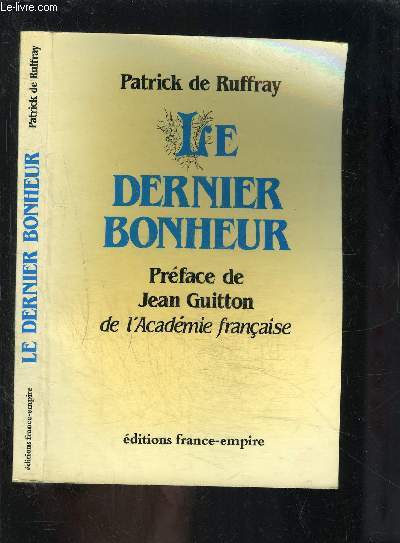 Le-livre.com
Patrick de Ruffray
LE DERNIER BONHEUR
éditions france-empire
Patrick de Ruffray
LE
DERNIER
BONHEUR
Préface de
Jean Guitton
de l'Académie française
éditions france-empire